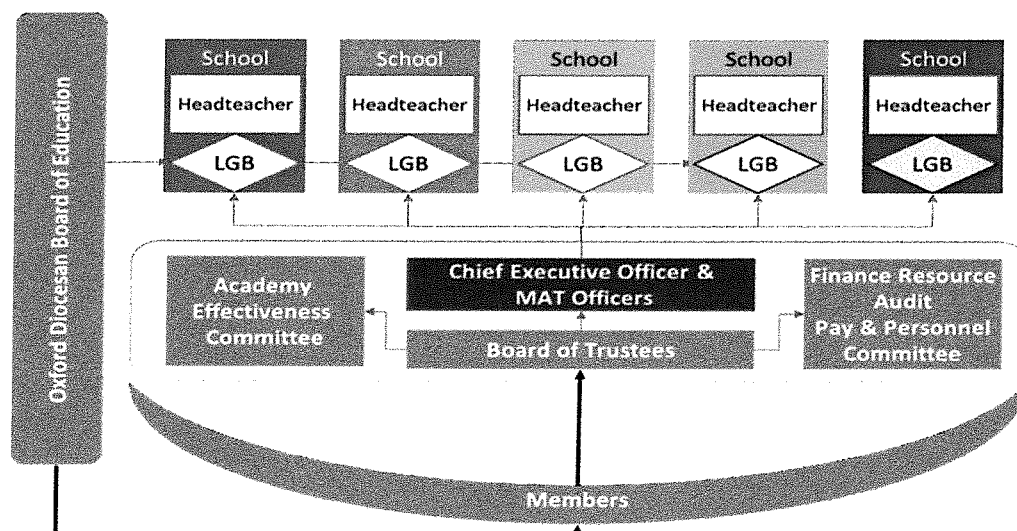 Oxford Diocesan Board of Education
School
Headteacher
LGB
School
Headteacher
LGB
School
Headteacher
LGB
School
Headteacher
LGB
School
Headteacher
LGB
Academy
Effectiveness
Committee
Chief Executive Officer &
MAT Officers
Board of Trustees
Finance Resource
Audit
Pay & Personnel
Committee
Members